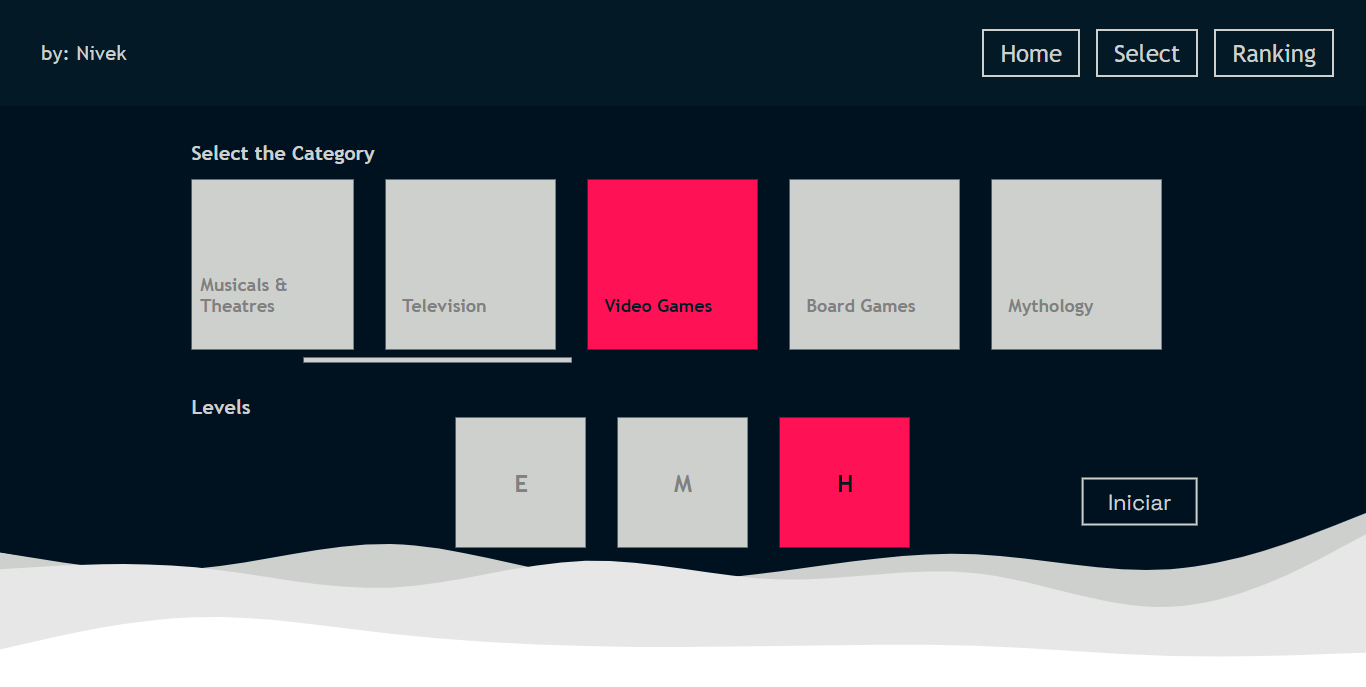 by: Nivek
Home
Select
Ranking
Select the Category
Musicals &
Theatres
Television
Video Games
Board Games
Mythology
Levels
E
M
H
Iniciar